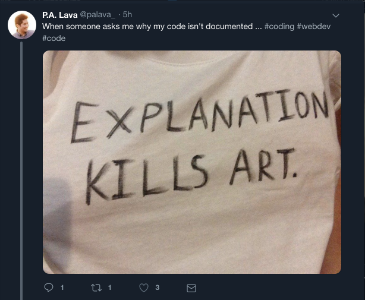 P.A. Lava @palava_ · 5h
When someone asks me why my code isn't documented ... #coding #webdev
#code
EXPLANATION
KILLS ART.
1 1 3